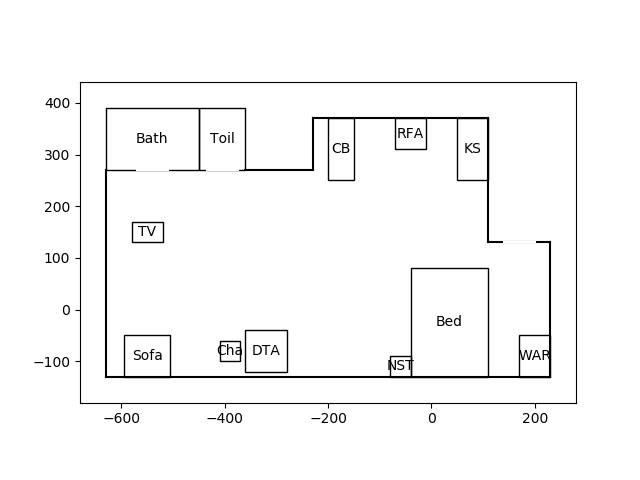 400
300
200
100
0
−100
−600
−400
−200
0
200
Bath
Toil
CB
RFA
KS
TV
Bed
Sofa
Cha
DTA
NST
WAR